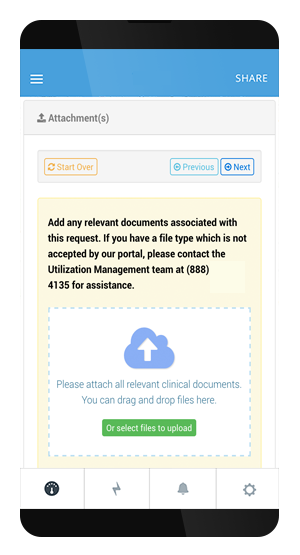 SHARE
Attachment(s)
Start Over
Previous
Next
Add any relevant documents associated with
this request. If you have a file type which is not
accepted by our portal, please contact the
Utilization Management team at (888)
4135 for assistance.
Please attach all relevant clinical documents.
You can drag and drop files here.
Or select files to upload